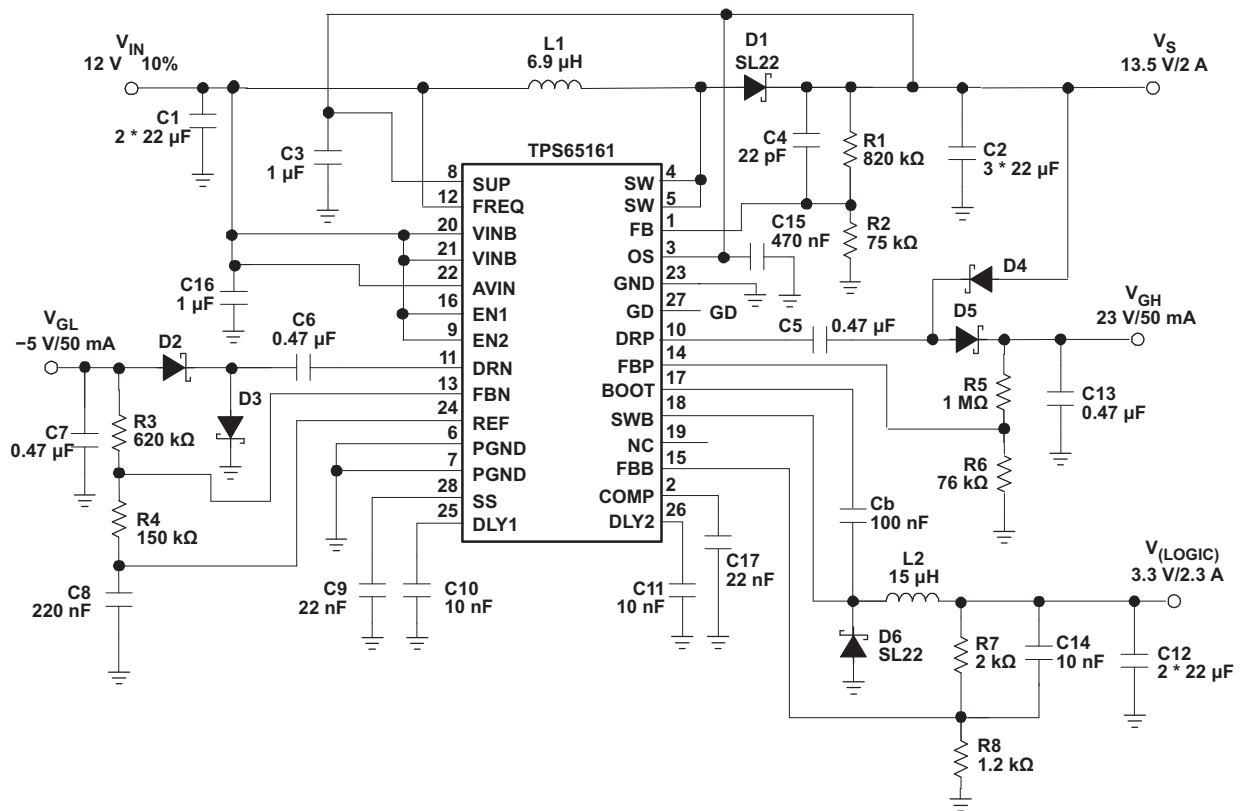 V_IN
12 V 10%
C1
2 * 22 µF
L1
6.9 µH
D1
SL22
V_S
13.5 V/2 A
C3
1 µF
C4
22 pF
R1
820 kΩ
C2
3 * 22 µF
R2
75 kΩ
C15
470 nF
TPS65161
8
SUP
12
FREQ
20
VINB
21
VINB
22
AVIN
16
EN1
9
EN2
11
DRN
13
FBN
24
REF
6
PGND
7
PGND
28
SS
25
DLY1
4
SW
5
SW
1
FB
3
OS
23
GND
27
GD
GD
10
DRP
14
FBP
17
BOOT
18
SWB
19
NC
15
FBB
2
COMP
26
DLY2
C16
1 µF
V_GL
−5 V/50 mA
D2
C6
0.47 µF
D3
C7
0.47 µF
R3
620 kΩ
R4
150 kΩ
C8
220 nF
C9
22 nF
C10
10 nF
C11
10 nF
C17
22 nF
D4
C5
0.47 µF
D5
V_GH
23 V/50 mA
R5
1 MΩ
C13
0.47 µF
R6
76 kΩ
Cb
100 nF
L2
15 µH
V_(LOGIC)
3.3 V/2.3 A
D6
SL22
R7
2 kΩ
C14
10 nF
C12
2 * 22 µF
R8
1.2 kΩ